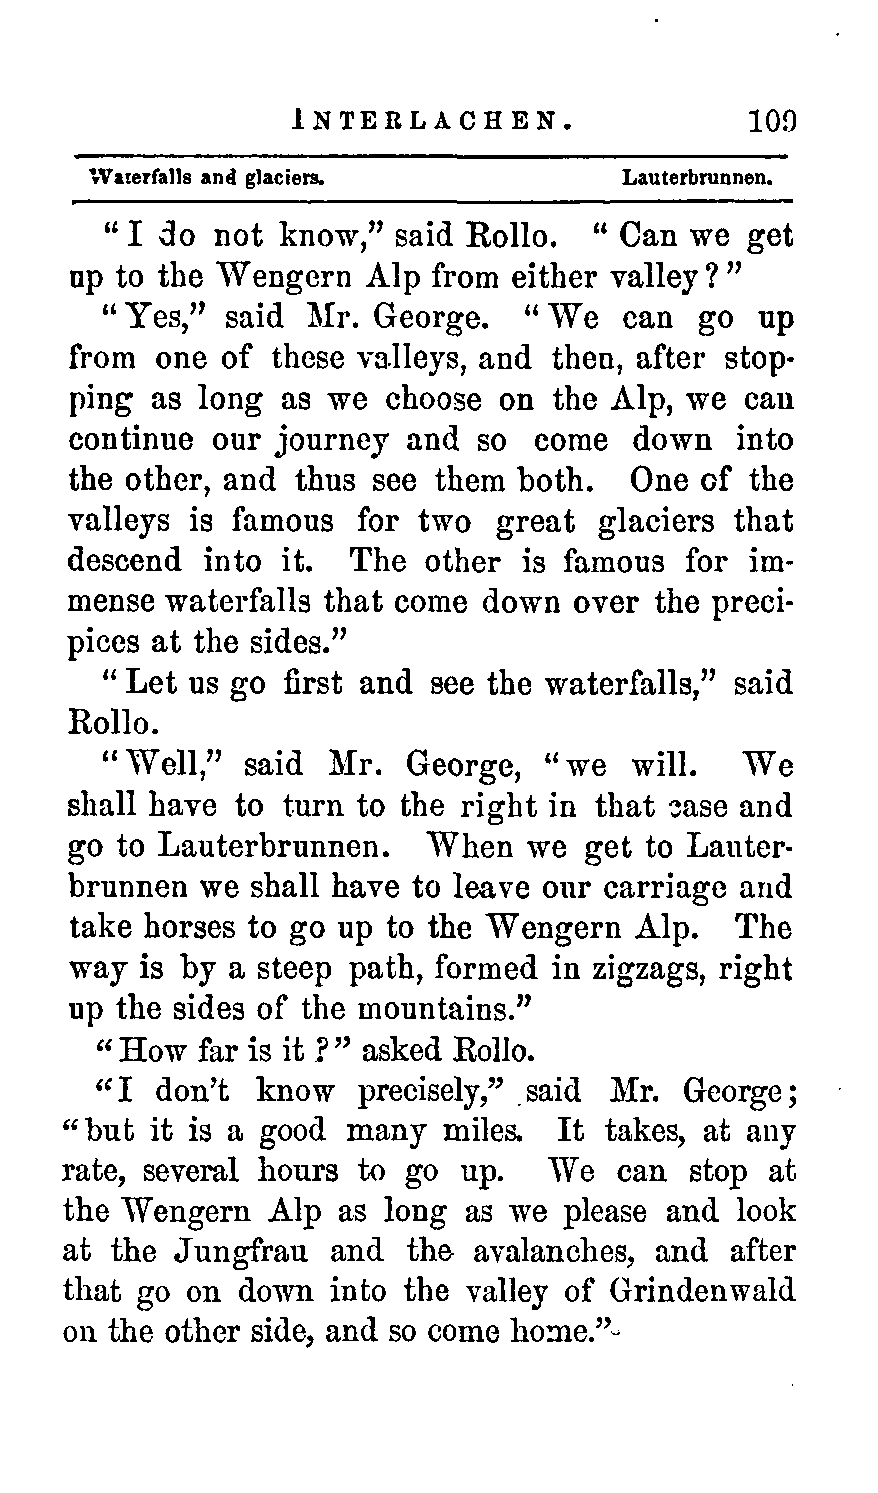 INTERLACHEN. 109
Waterfalls and glaciers. Lauterbrunnen.
“ I do not know,” said Rollo. “ Can we get
up to the Wengern Alp from either valley ? ”
“ Yes,” said Mr. George. “ We can go up
from one of these valleys, and then, after stop-
ping as long as we choose on the Alp, we can
continue our journey and so come down into
the other, and thus see them both. One of the
valleys is famous for two great glaciers that
descend into it. The other is famous for im-
mense waterfalls that come down over the preci-
pices at the sides.”
“ Let us go first and see the waterfalls,” said
Rollo.
“ Well,” said Mr. George, “ we will. We
shall have to turn to the right in that case and
go to Lauterbrunnen. When we get to Lauter-
brunnen we shall have to leave our carriage and
take horses to go up to the Wengern Alp. The
way is by a steep path, formed in zigzags, right
up the sides of the mountains.”
“ How far is it ? ” asked Rollo.
“ I don’t know precisely,” said Mr. George ;
“ but it is a good many miles. It takes, at any
rate, several hours to go up. We can stop at
the Wengern Alp as long as we please and look
at the Jungfrau and the avalanches, and after
that go on down into the valley of Grindenwald
on the other side, and so come home.”